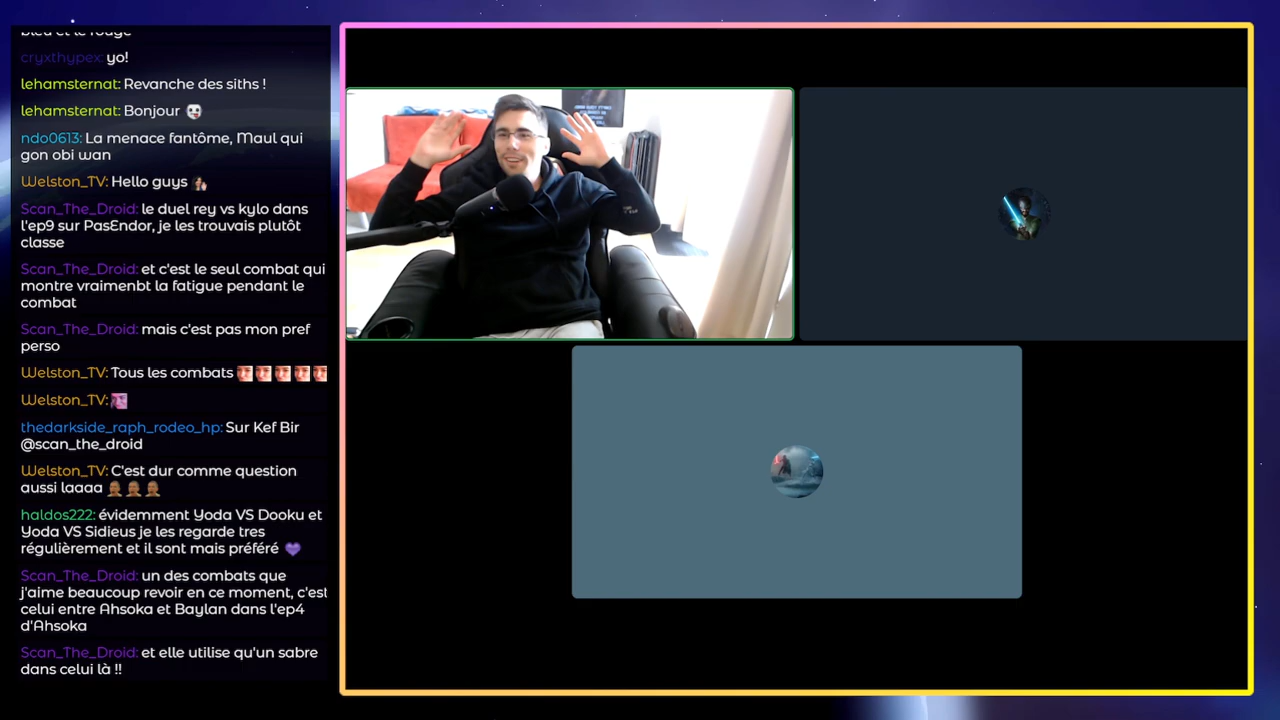 bleu et le rouge
cryxthypex: yo!
lehamsternat: Revanche des siths !
lehamsternat: Bonjour
ndo0613: La menace fantôme, Maul qui
gon obi wan
Welston_TV: Hello guys
Scan_The_Droid: le duel rey vs kylo dans
l'ep9 sur PasEndor, je les trouvais plutôt
classe
Scan_The_Droid: et c'est le seul combat qui
montre vraimenbt la fatigue pendant le
combat
Scan_The_Droid: mais c'est pas mon pref
perso
Welston_TV: Tous les combats
Welston_TV:
thedarkside_raph_rodeo_hp: Sur Kef Bir
@scan_the_droid
Welston_TV: C'est dur comme question
aussi laaaa
haldos222: évidemment Yoda VS Dooku et
Yoda VS Sidieus je les regarde tres
régulièrement et il sont mais préféré 💜
Scan_The_Droid: un des combats que
j'aime beaucoup revoir en ce moment, c'est
celui entre Ahsoka et Baylan dans l'ep4
d'Ahsoka
Scan_The_Droid: et elle utilise qu'un sabre
dans celui là !!